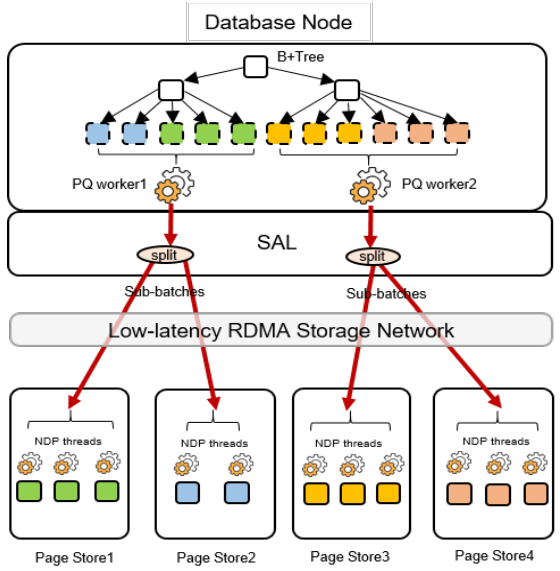 Database Node
B+Tree
PQ worker1
PQ worker2
SAL
split
split
Sub-batches
Sub-batches
Low-latency RDMA Storage Network
NDP threads
NDP threads
NDP threads
NDP threads
Page Store1
Page Store2
Page Store3
Page Store4